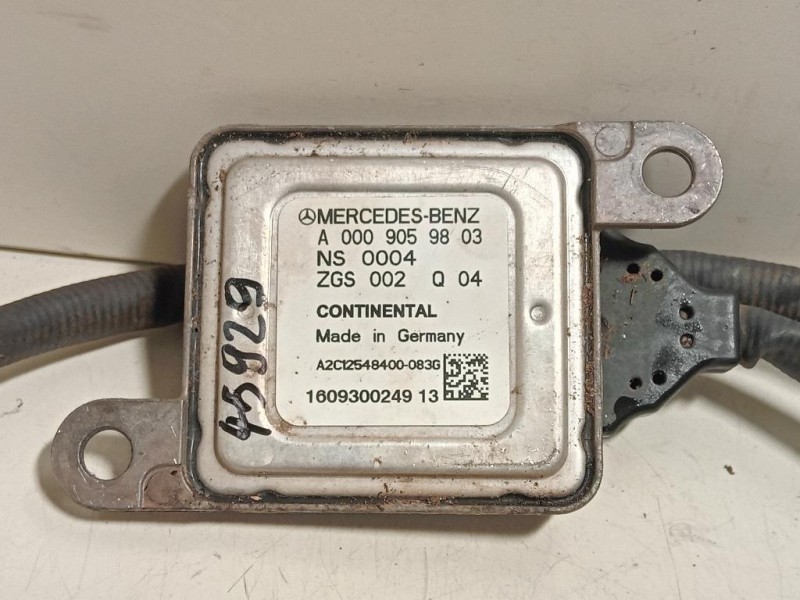 MERCEDES-BENZ
A 000 905 98 03
NS 0004
ZGS 002 Q 04
CONTINENTAL
Made in Germany
A2C12548400-083G
1609300249 13
45929